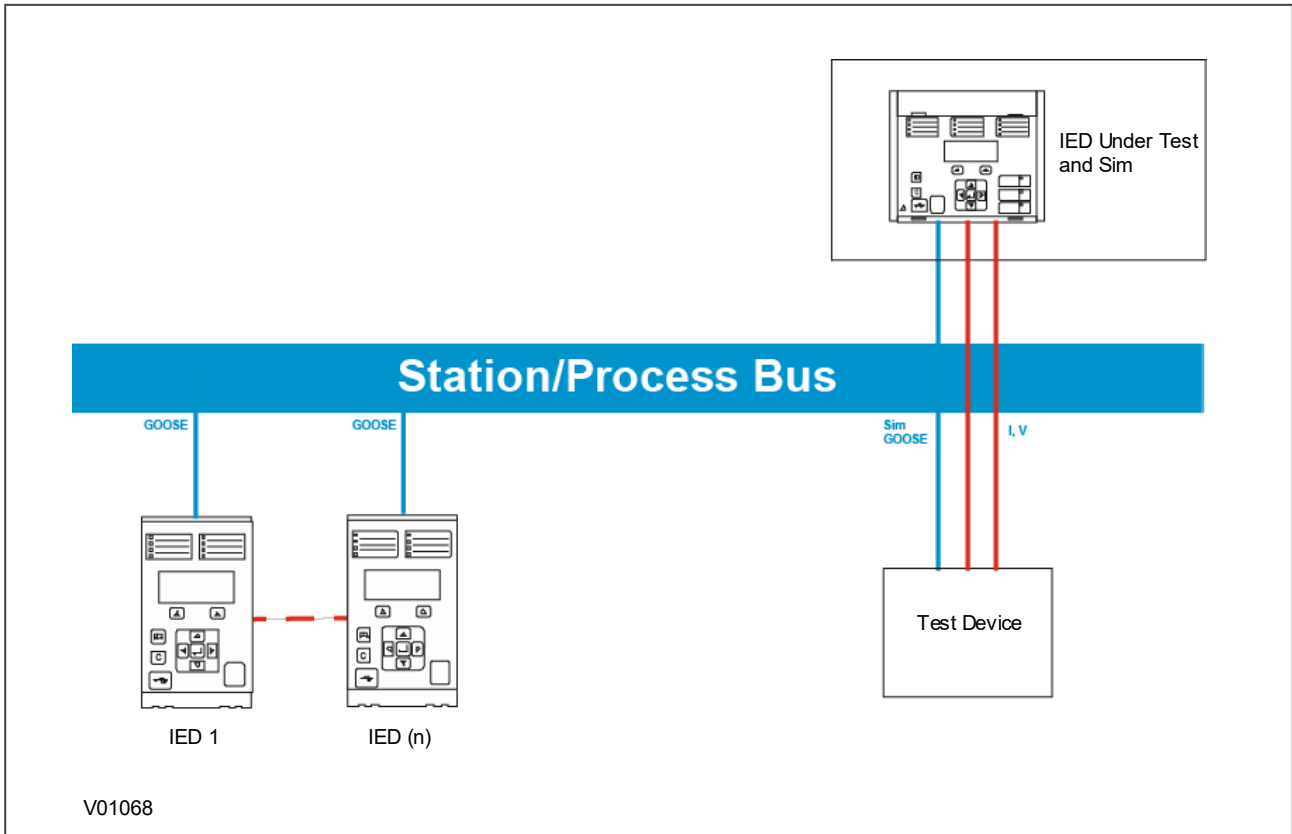 IED Under Test
and Sim
Station/Process Bus
GOOSE
GOOSE
Sim
GOOSE
I, V
Test Device
IED 1
IED (n)
V01068